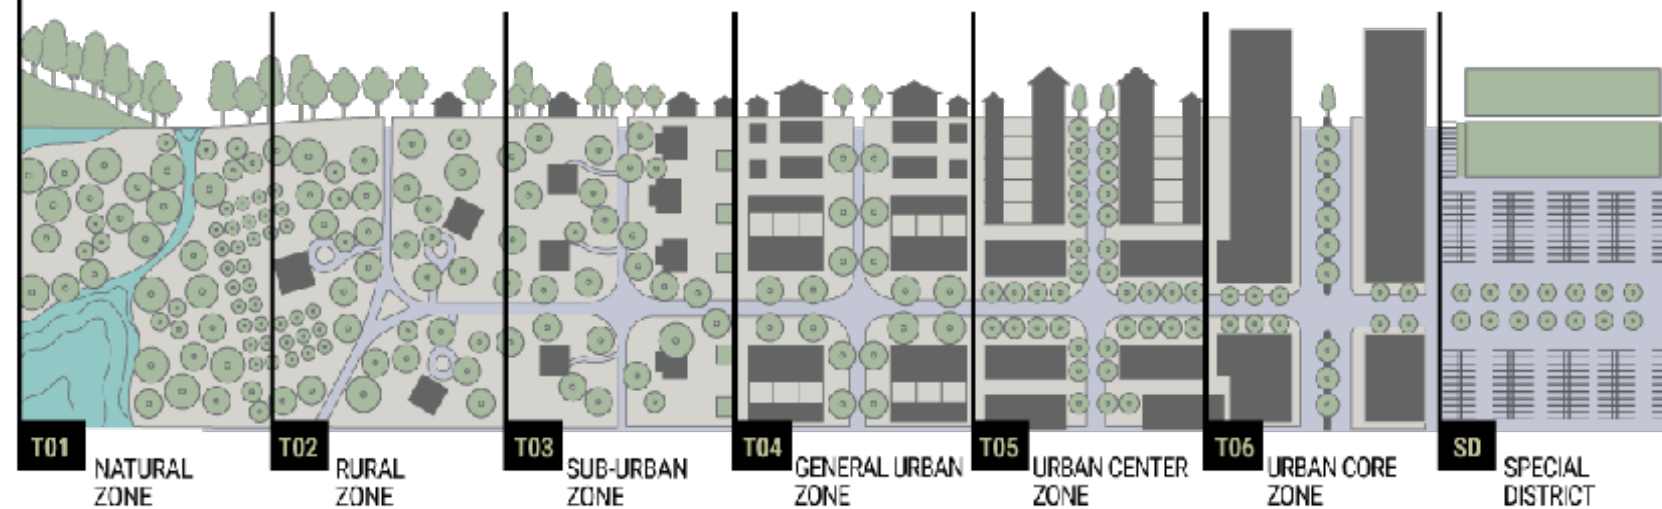 T01
NATURAL
ZONE
T02
RURAL
ZONE
T03
SUB-URBAN
ZONE
T04
GENERAL URBAN
ZONE
T05
URBAN CENTER
ZONE
T06
URBAN CORE
ZONE
SD
SPECIAL
DISTRICT